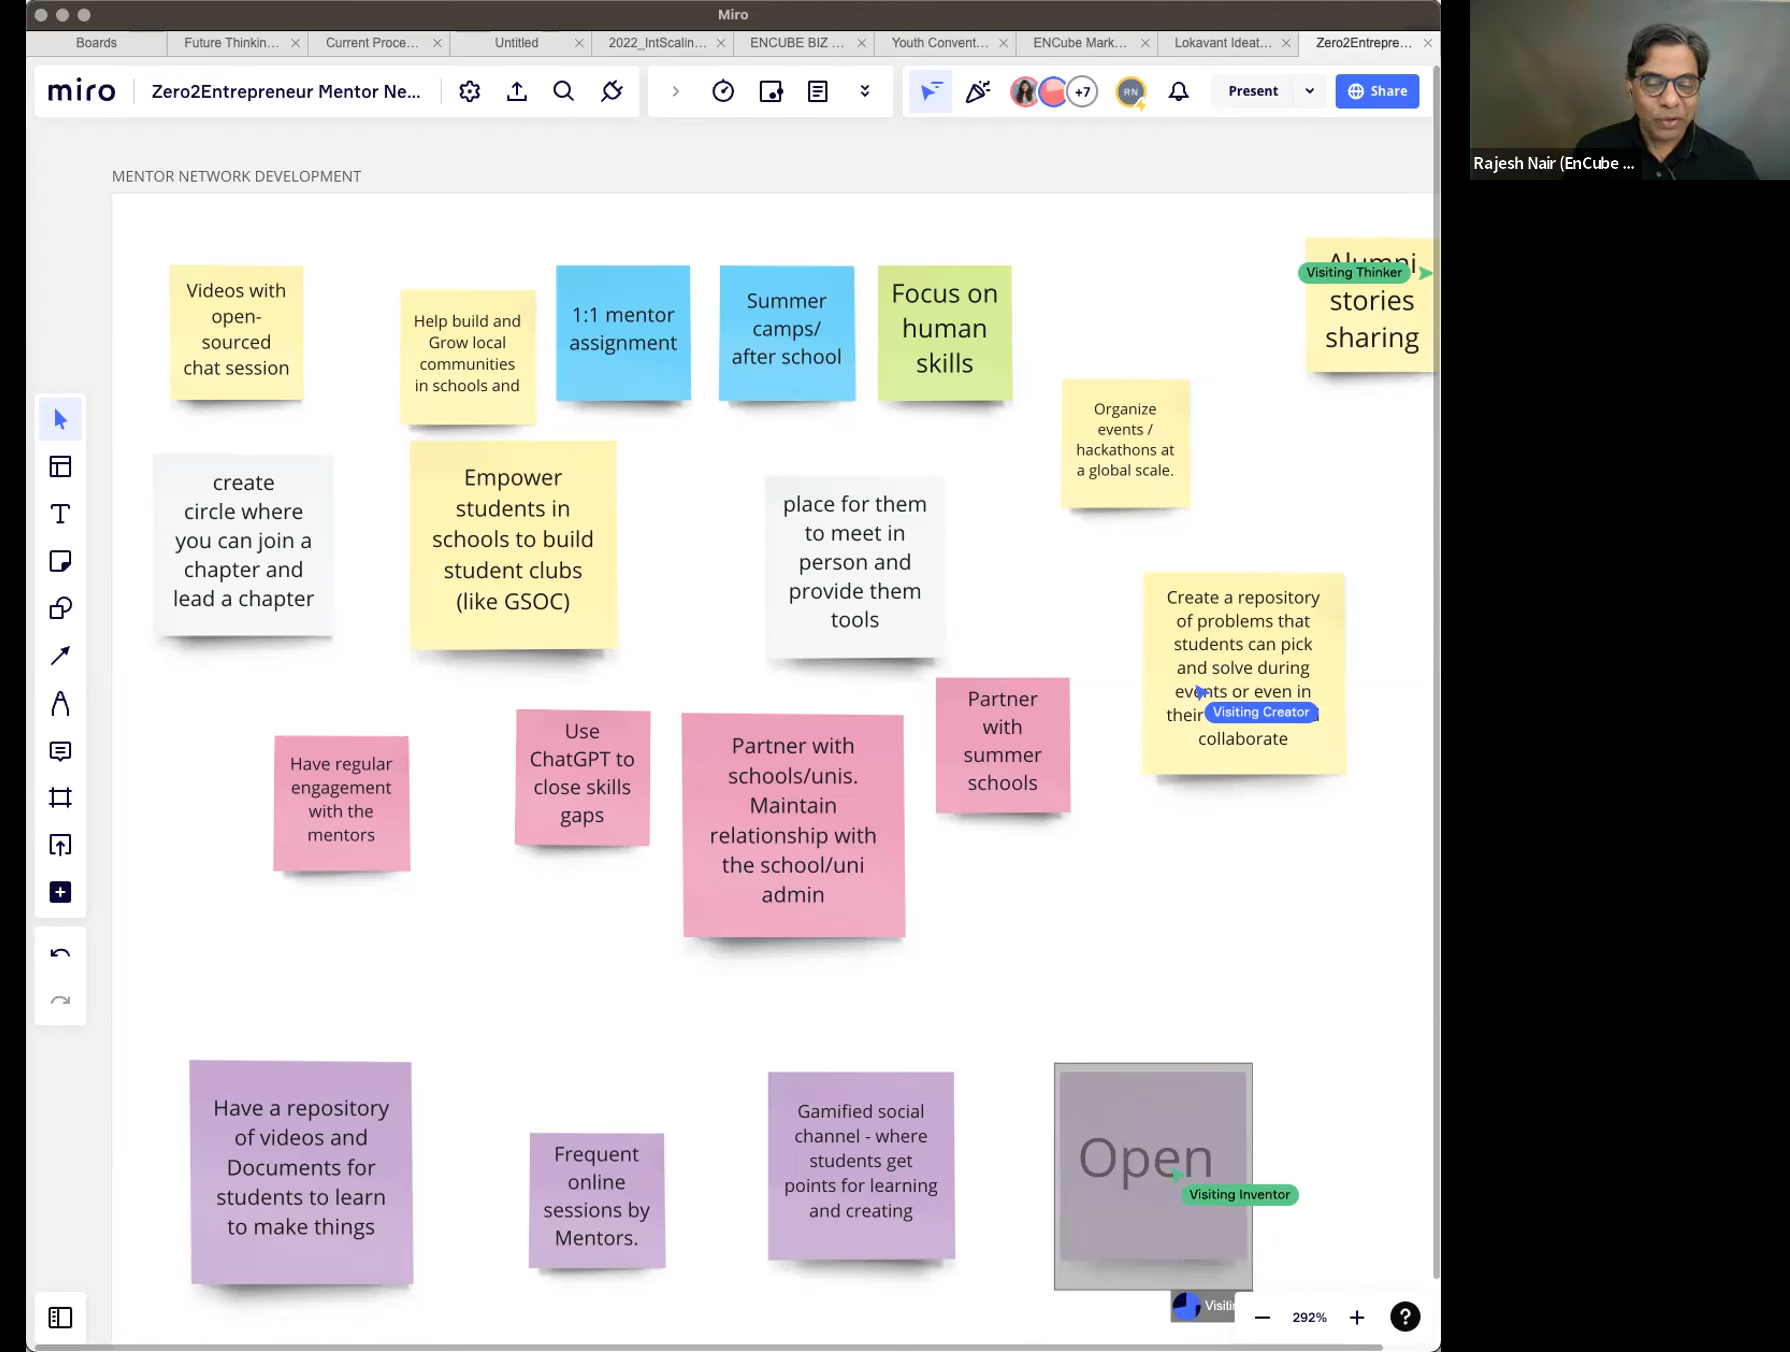 Miro
Boards
Future Thinkin...
Current Proce...
Untitled
2022_IntScalin...
ENCUBE BIZ ...
Youth Convent...
ENCube Mark...
Lokavant Ideat...
Zero2Entrepre...
miro
Zero2Entrepreneur Mentor Ne...
+7
RN
Present
Share
Rajesh Nair (EnCube ...
MENTOR NETWORK DEVELOPMENT
Videos with
open-
sourced
chat session
Help build and
Grow local
communities
in schools and
1:1 mentor
assignment
Summer
camps/
after school
Focus on
human
skills
Alumni
Visiting Thinker
stories
sharing
Organize
events /
hackathons at
a global scale.
create
circle where
you can join a
chapter and
lead a chapter
Empower
students in
schools to build
student clubs
(like GSOC)
place for them
to meet in
person and
provide them
tools
Create a repository
of problems that
students can pick
and solve during
events or even in
their
Visiting Creator
collaborate
Have regular
engagement
with the
mentors
Use
ChatGPT to
close skills
gaps
Partner with
schools/unis.
Maintain
relationship with
the school/uni
admin
Partner
with
summer
schools
Have a repository
of videos and
Documents for
students to learn
to make things
Frequent
online
sessions by
Mentors.
Gamified social
channel - where
students get
points for learning
and creating
Open
Visiting Inventor
292%